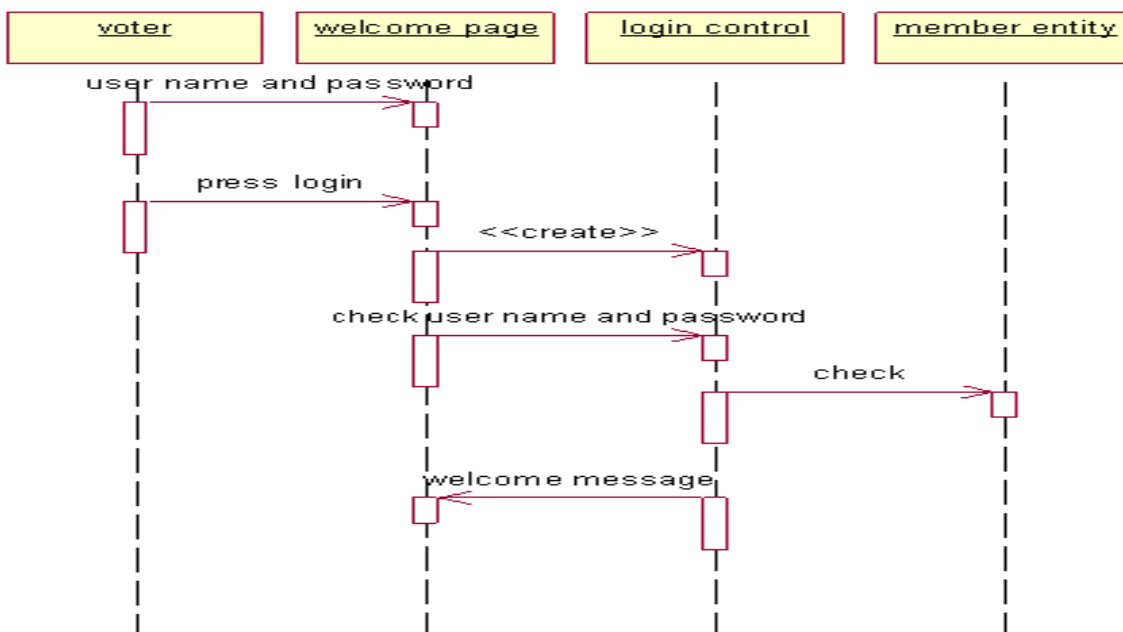 voter
welcome page
login control
member entity
user name and password
press login
<<create>>
check user name and password
check
welcome message